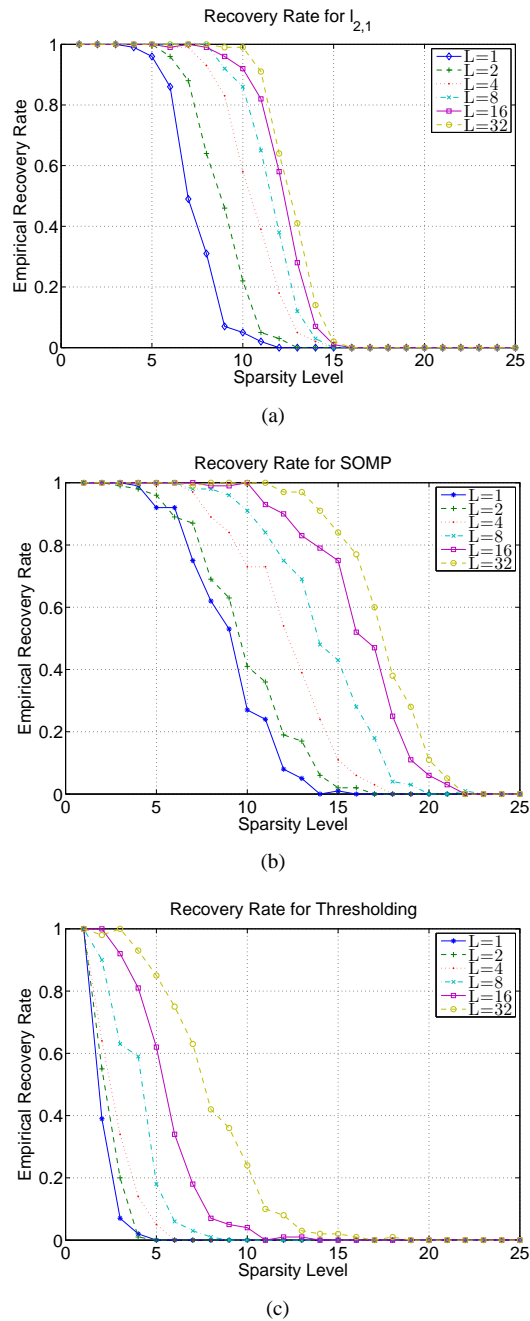 Recovery Rate for l2,1
Empirical Recovery Rate
1
0.8
0.6
0.4
0.2
0
0 5 10 15 20 25
Sparsity Level
L=1
L=2
L=4
L=8
L=16
L=32
(a)
Recovery Rate for SOMP
Empirical Recovery Rate
1
0.8
0.6
0.4
0.2
0
0 5 10 15 20 25
Sparsity Level
L=1
L=2
L=4
L=8
L=16
L=32
(b)
Recovery Rate for Thresholding
Empirical Recovery Rate
1
0.8
0.6
0.4
0.2
0
0 5 10 15 20 25
Sparsity Level
L=1
L=2
L=4
L=8
L=16
L=32
(c)